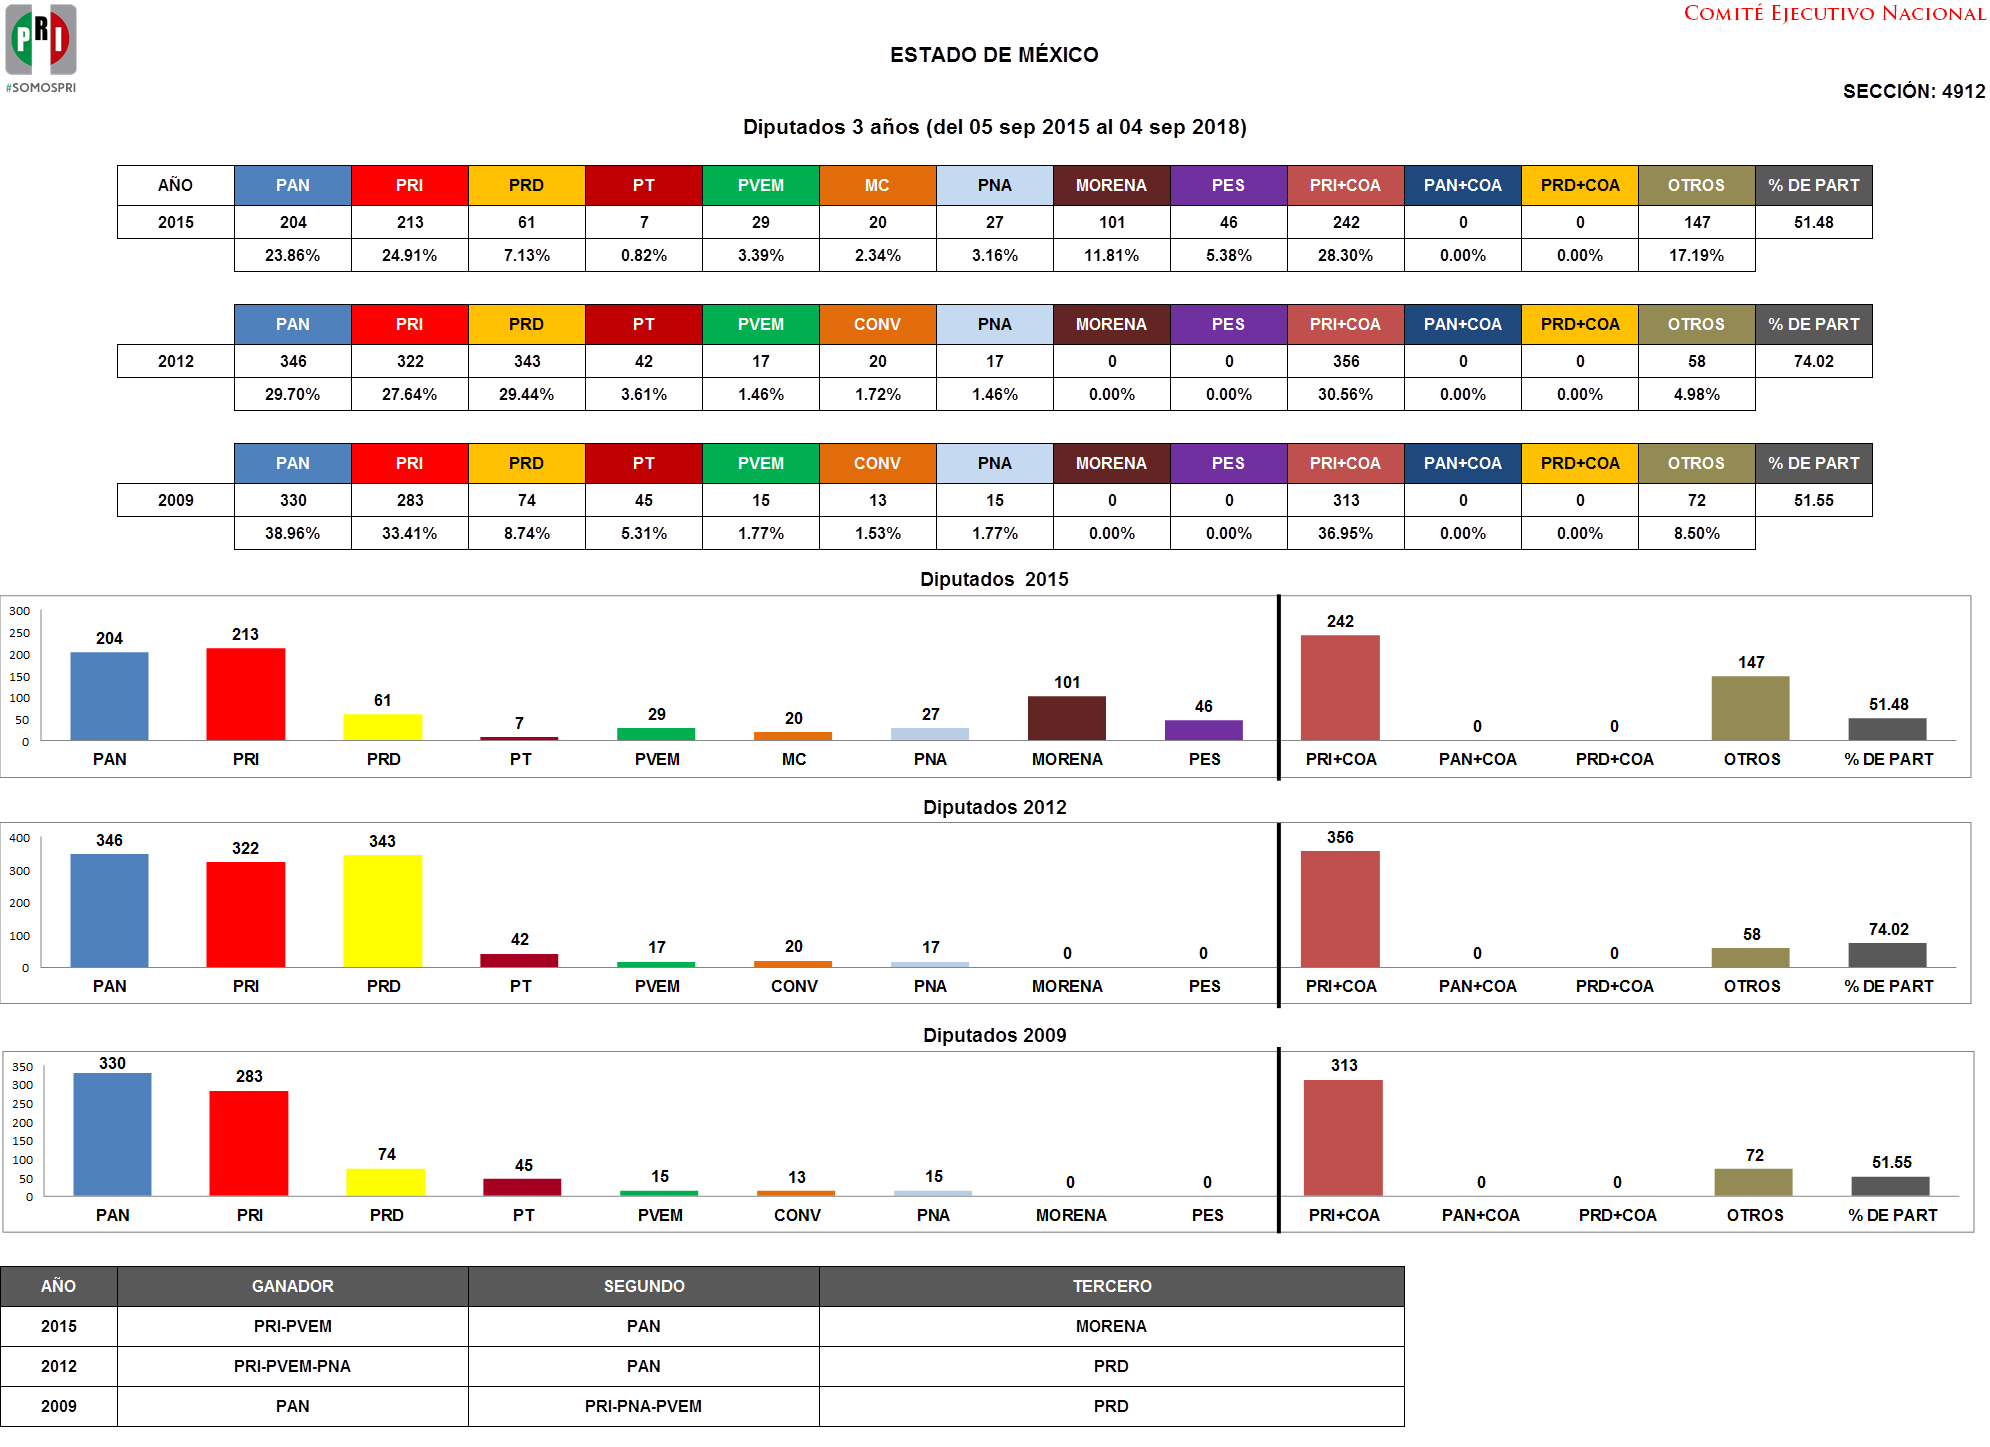 PRI
#SOMOSPRI
COMITÉ EJECUTIVO NACIONAL
ESTADO DE MÉXICO
SECCIÓN: 4912
Diputados 3 años (del 05 sep 2015 al 04 sep 2018)
AÑO PAN PRI PRD PT PVEM MC PNA MORENA PES PRI+COA PAN+COA PRD+COA OTROS % DE PART
2015 204 213 61 7 29 20 27 101 46 242 0 0 147 51.48
23.86% 24.91% 7.13% 0.82% 3.39% 2.34% 3.16% 11.81% 5.38% 28.30% 0.00% 0.00% 17.19%
PAN PRI PRD PT PVEM CONV PNA MORENA PES PRI+COA PAN+COA PRD+COA OTROS % DE PART
2012 346 322 343 42 17 20 17 0 0 356 0 0 58 74.02
29.70% 27.64% 29.44% 3.61% 1.46% 1.72% 1.46% 0.00% 0.00% 30.56% 0.00% 0.00% 4.98%
PAN PRI PRD PT PVEM CONV PNA MORENA PES PRI+COA PAN+COA PRD+COA OTROS % DE PART
2009 330 283 74 45 15 13 15 0 0 313 0 0 72 51.55
38.96% 33.41% 8.74% 5.31% 1.77% 1.53% 1.77% 0.00% 0.00% 36.95% 0.00% 0.00% 8.50%
Diputados 2015
300
250
200
150
100
50
0
204 213 61 7 29 20 27 101 46 242 0 0 147 51.48
PAN PRI PRD PT PVEM MC PNA MORENA PES PRI+COA PAN+COA PRD+COA OTROS % DE PART
Diputados 2012
400
300
200
100
0
346 322 343 42 17 20 17 0 0 356 0 0 58 74.02
PAN PRI PRD PT PVEM CONV PNA MORENA PES PRI+COA PAN+COA PRD+COA OTROS % DE PART
Diputados 2009
350
300
250
200
150
100
50
0
330 283 74 45 15 13 15 0 0 313 0 0 72 51.55
PAN PRI PRD PT PVEM CONV PNA MORENA PES PRI+COA PAN+COA PRD+COA OTROS % DE PART
AÑO GANADOR SEGUNDO TERCERO
2015 PRI-PVEM PAN MORENA
2012 PRI-PVEM-PNA PAN PRD
2009 PAN PRI-PNA-PVEM PRD